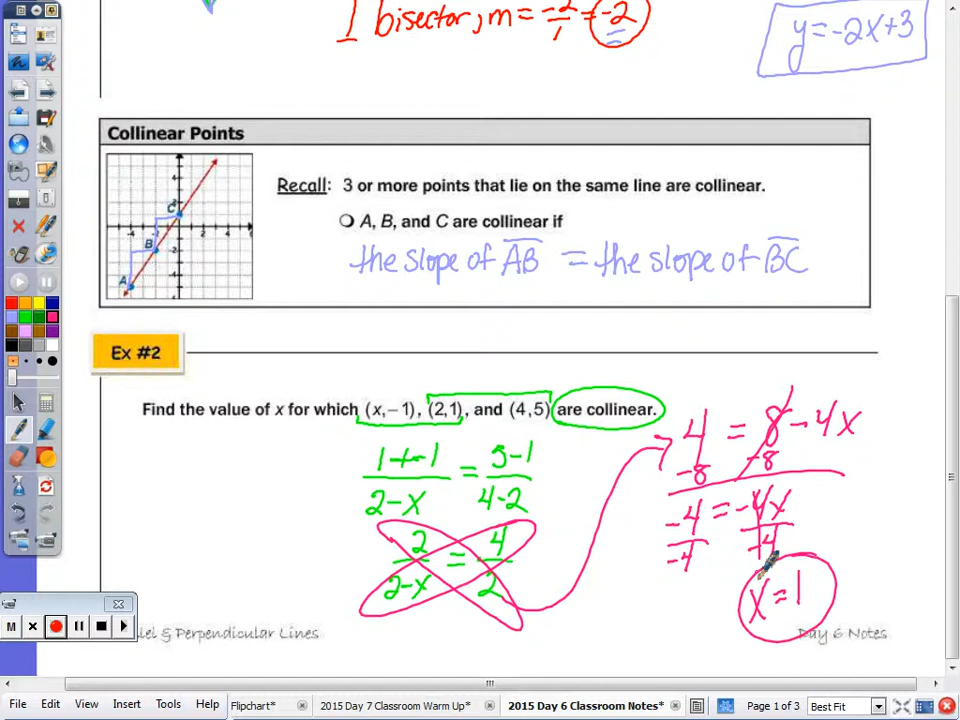 ⊥ bisector, m = -2/1 = -2
y = -2x+3
Collinear Points
Recall: 3 or more points that lie on the same line are collinear.
❍ A, B, and C are collinear if
the slope of AB = the slope of BC
C
B
A
Ex #2
Find the value of x for which (x,−1), (2,1), and (4,5) are collinear.
1--1/2-x = 5-1/4-2
2/2-x = 4/2
4 = 8-4x
-8 -8
-4 = -4x
-4 -4
x = 1
& Perpendicular Lines
Day 6 Notes
File Edit View Insert Tools Flipchart* 2015 Day 7 Classroom Warm Up* 2015 Day 6 Classroom Notes* Page 1 of 3 Best Fit